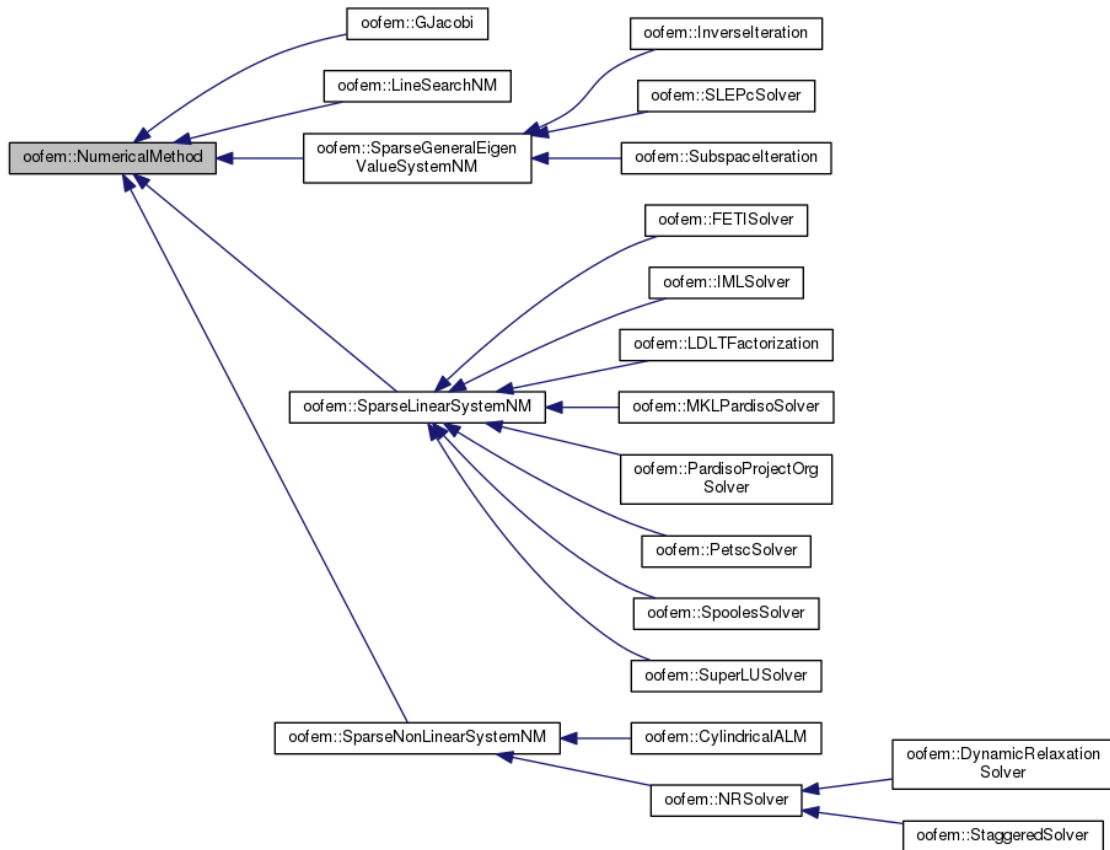 oofem::GJacobi
oofem::InverseIteration
oofem::LineSearchNM
oofem::SLEPcSolver
oofem::NumericalMethod
oofem::SparseGeneralEigen
ValueSystemNM
oofem::SubspaceIteration
oofem::FETISolver
oofem::IMLSolver
oofem::LDLTFactorization
oofem::SparseLinearSystemNM
oofem::MKLPardisoSolver
oofem::PardisoProjectOrg
Solver
oofem::PetscSolver
oofem::SpoolesSolver
oofem::SuperLUSolver
oofem::SparseNonLinearSystemNM
oofem::CylindricalALM
oofem::DynamicRelaxation
Solver
oofem::NRSolver
oofem::StaggeredSolver